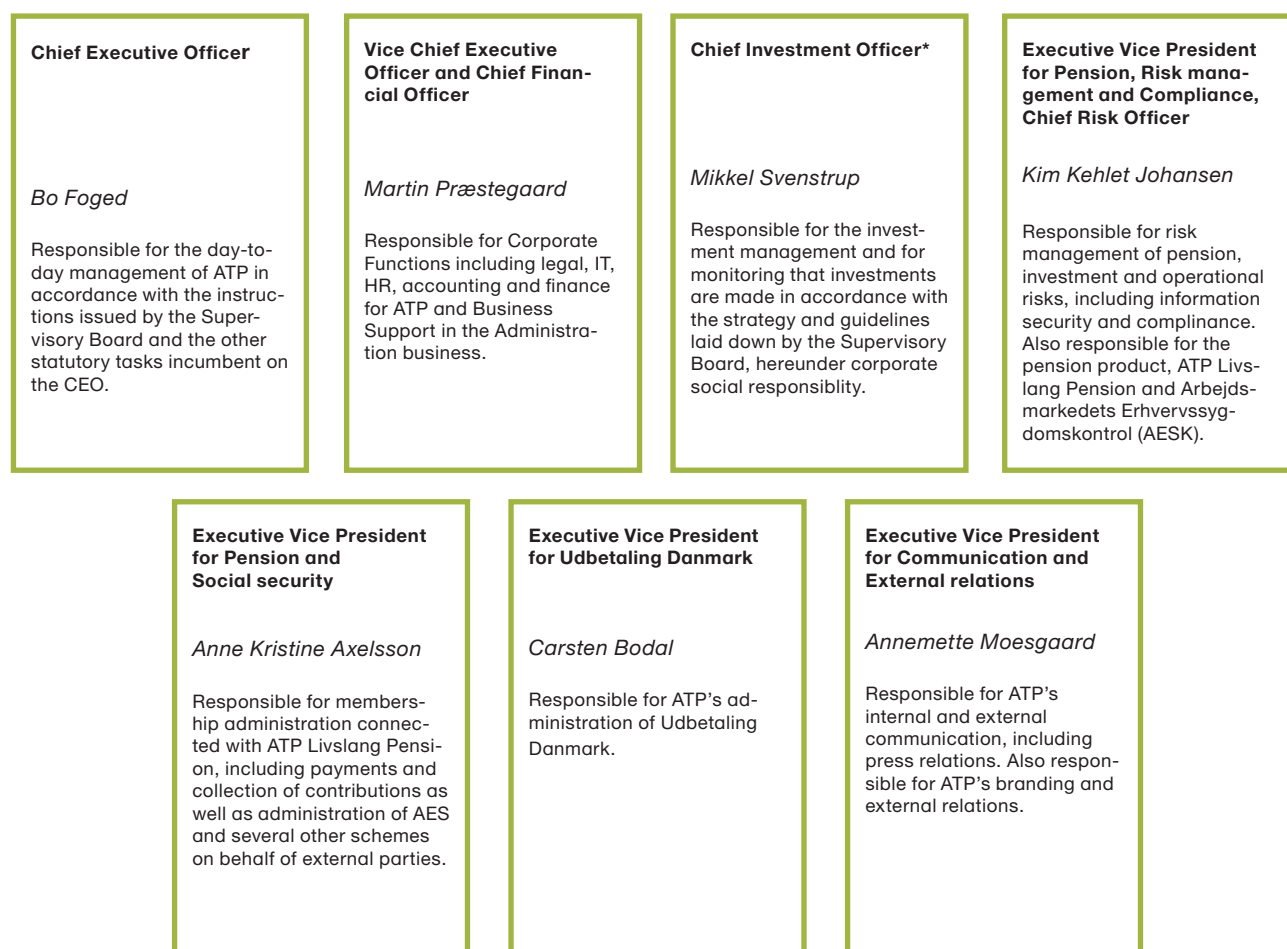 Chief Executive Officer
Bo Foged
Responsible for the day-to-
day management of ATP in
accordance with the instruc-
tions issued by the Super-
visory Board and the other
statutory tasks incumbent on
the CEO.
Vice Chief Executive
Officer and Chief Finan-
cial Officer
Martin Præstegaard
Responsible for Corporate
Functions including legal, IT,
HR, accounting and finance
for ATP and Business
Support in the Administra-
tion business.
Chief Investment Officer*
Mikkel Svenstrup
Responsible for the invest-
ment management and for
monitoring that investments
are made in accordance with
the strategy and guidelines
laid down by the Supervisory
Board, hereunder corporate
social responsiblity.
Executive Vice President
for Pension, Risk mana-
gement and Compliance,
Chief Risk Officer
Kim Kehlet Johansen
Responsible for risk
management of pension,
investment and operational
risks, including information
security and complinance.
Also responsible for the
pension product, ATP Livs-
lang Pension and Arbejds-
markedets Erhvervssyg-
domskontrol (AESK).
Executive Vice President
for Pension and
Social security
Anne Kristine Axelsson
Responsible for members-
hip administration connec-
ted with ATP Livslang Pensi-
on, including payments and
collection of contributions as
well as administration of AES
and several other schemes
on behalf of external parties.
Executive Vice President
for Udbetaling Danmark
Carsten Bodal
Responsible for ATP's ad-
ministration of Udbetaling
Danmark.
Executive Vice President
for Communication and
External relations
Annemette Moesgaard
Responsible for ATP's
internal and external
communication, including
press relations. Also respon-
sible for ATP's branding and
external relations.